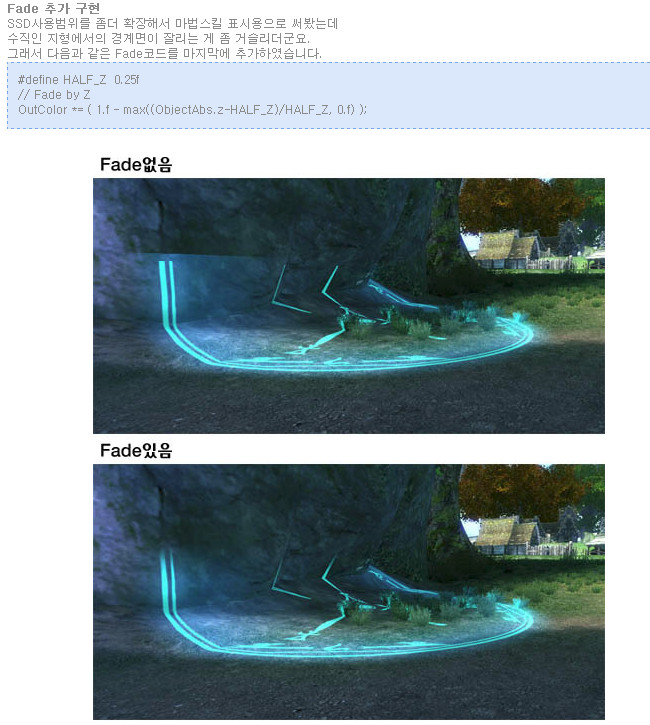 Fade 추가 구현
SSD사용범위를 좀더 확장해서 마법스킬 표시용으로 써봤는데
수직인 지형에서의 경계면이 잘리는 게 좀 거슬리더군요.
그래서 다음과 같은 Fade코드를 마지막에 추가하였습니다.
#define HALF_Z 0.25f
// Fade by Z
OutColor *= ( 1.f - max((ObjectAbs.z-HALF_Z)/HALF_Z, 0.f) );
Fade없음
Fade있음